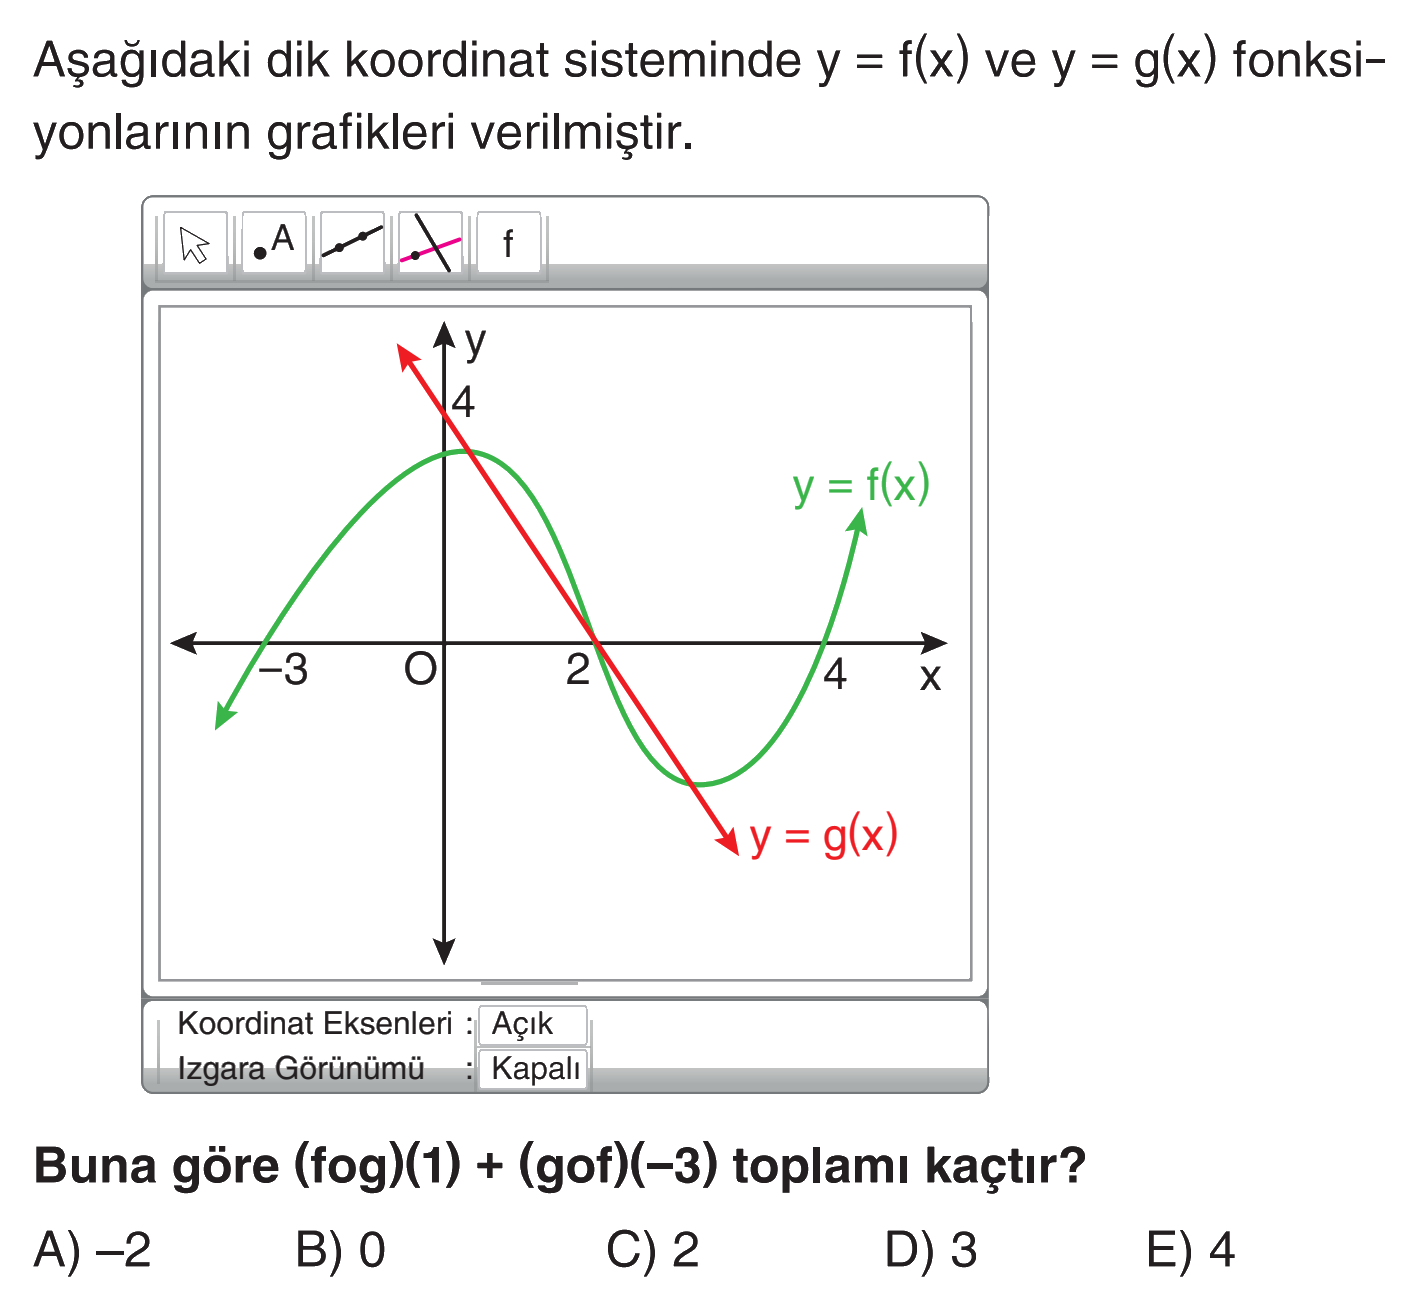 Aşağıdaki dik koordinat sisteminde y = f(x) ve y = g(x) fonksi-
yonlarının grafikleri verilmiştir.
A
f
y
4
y = f(x)
–3
O
2
4
x
y = g(x)
Koordinat Eksenleri : Açık
Izgara Görünümü : Kapalı
Buna göre (fog)(1) + (gof)(–3) toplamı kaçtır?
A) –2 B) 0 C) 2 D) 3 E) 4